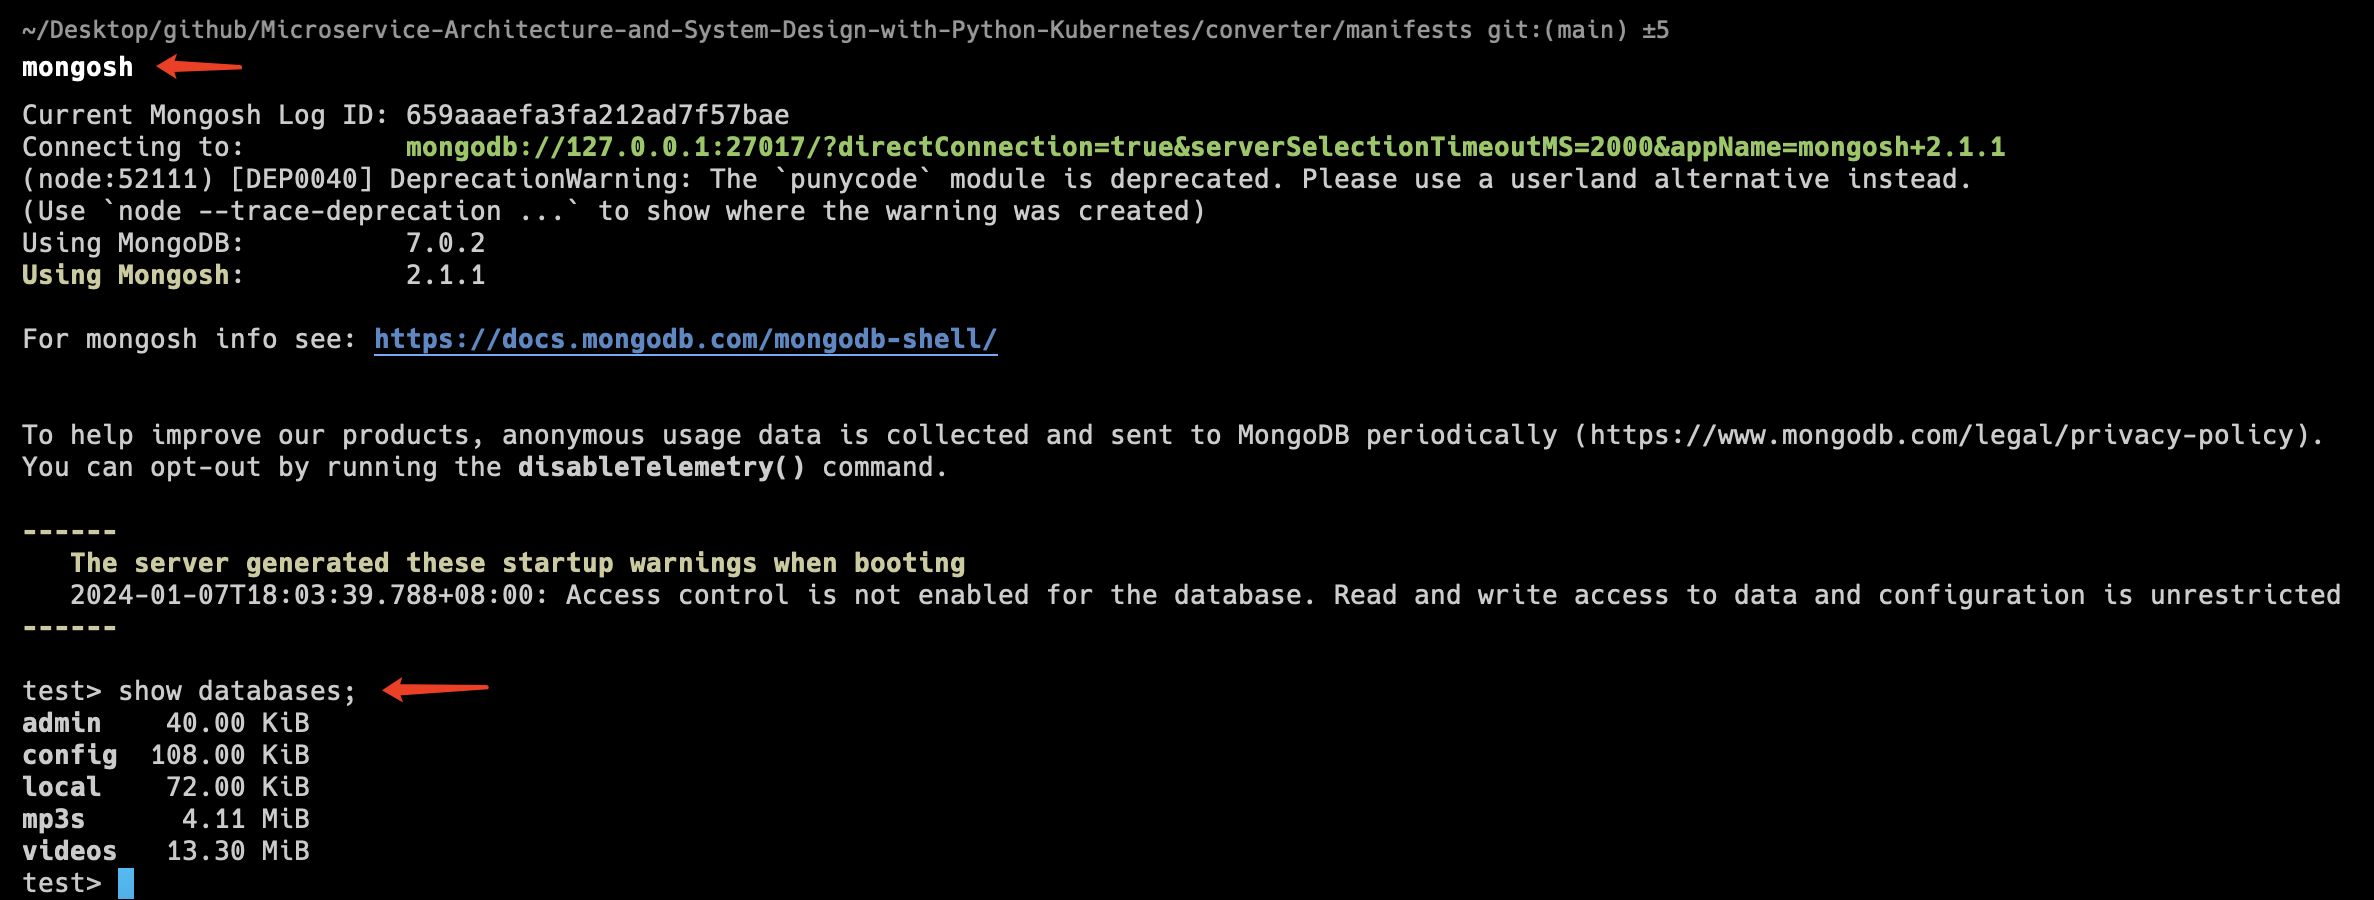 ~/Desktop/github/Microservice-Architecture-and-System-Design-with-Python-Kubernetes/converter/manifests git:(main) ±5
mongosh
Current Mongosh Log ID: 659aaaefa3fa212ad7f57bae
Connecting to:          mongodb://127.0.0.1:27017/?directConnection=true&serverSelectionTimeoutMS=2000&appName=mongosh+2.1.1
(node:52111) [DEP0040] DeprecationWarning: The `punycode` module is deprecated. Please use a userland alternative instead.
(Use `node --trace-deprecation ...` to show where the warning was created)
Using MongoDB:          7.0.2
Using Mongosh:          2.1.1
For mongosh info see: https://docs.mongodb.com/mongodb-shell/
To help improve our products, anonymous usage data is collected and sent to MongoDB periodically (https://www.mongodb.com/legal/privacy-policy).
You can opt-out by running the disableTelemetry() command.
------
   The server generated these startup warnings when booting
   2024-01-07T18:03:39.788+08:00: Access control is not enabled for the database. Read and write access to data and configuration is unrestricted
------
test> show databases;
admin    40.00 KiB
config  108.00 KiB
local    72.00 KiB
mp3s      4.11 MiB
videos   13.30 MiB
test>